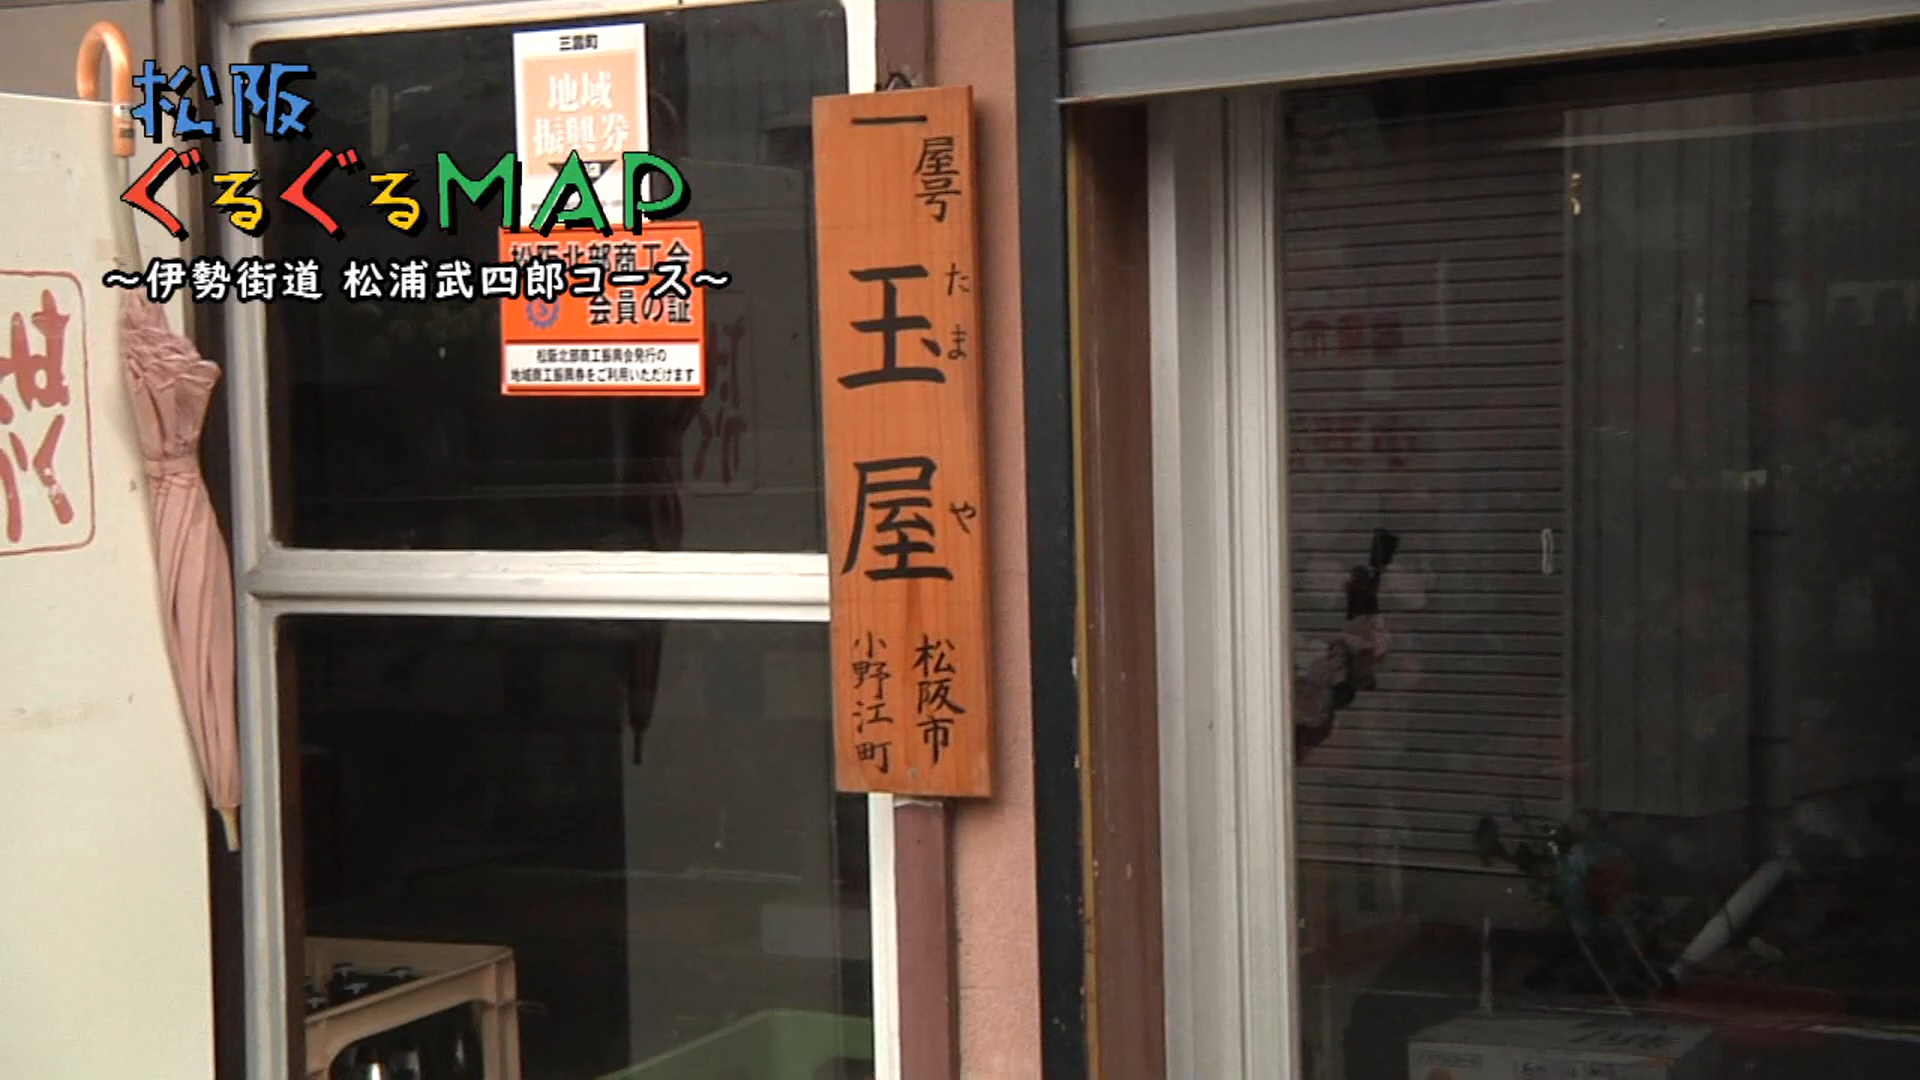 松阪
ぐるぐるMAP
～伊勢街道 松浦武四郎コース～
三雲町
地域
振興券
松阪北部商工会
会員の証
松阪北部商工振興会発行の
地域商工振興券をご利用いただけます
一
屋号
玉屋
たまや
松阪市
小野江町